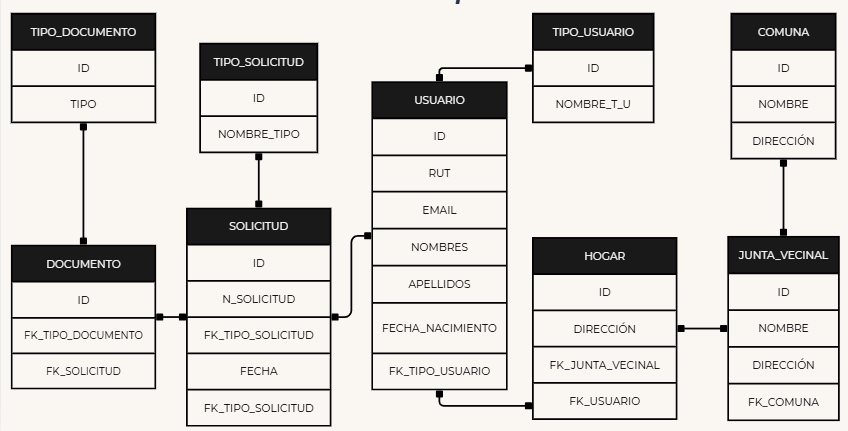 TIPO_DOCUMENTO
ID
TIPO
TIPO_SOLICITUD
ID
NOMBRE_TIPO
TIPO_USUARIO
ID
NOMBRE_T_U
COMUNA
ID
NOMBRE
DIRECCIÓN
USUARIO
ID
RUT
EMAIL
NOMBRES
APELLIDOS
FECHA_NACIMIENTO
FK_TIPO_USUARIO
DOCUMENTO
ID
FK_TIPO_DOCUMENTO
FK_SOLICITUD
SOLICITUD
ID
N_SOLICITUD
FK_TIPO_SOLICITUD
FECHA
FK_TIPO_SOLICITUD
HOGAR
ID
DIRECCIÓN
FK_JUNTA_VECINAL
FK_USUARIO
JUNTA_VECINAL
ID
NOMBRE
DIRECCIÓN
FK_COMUNA